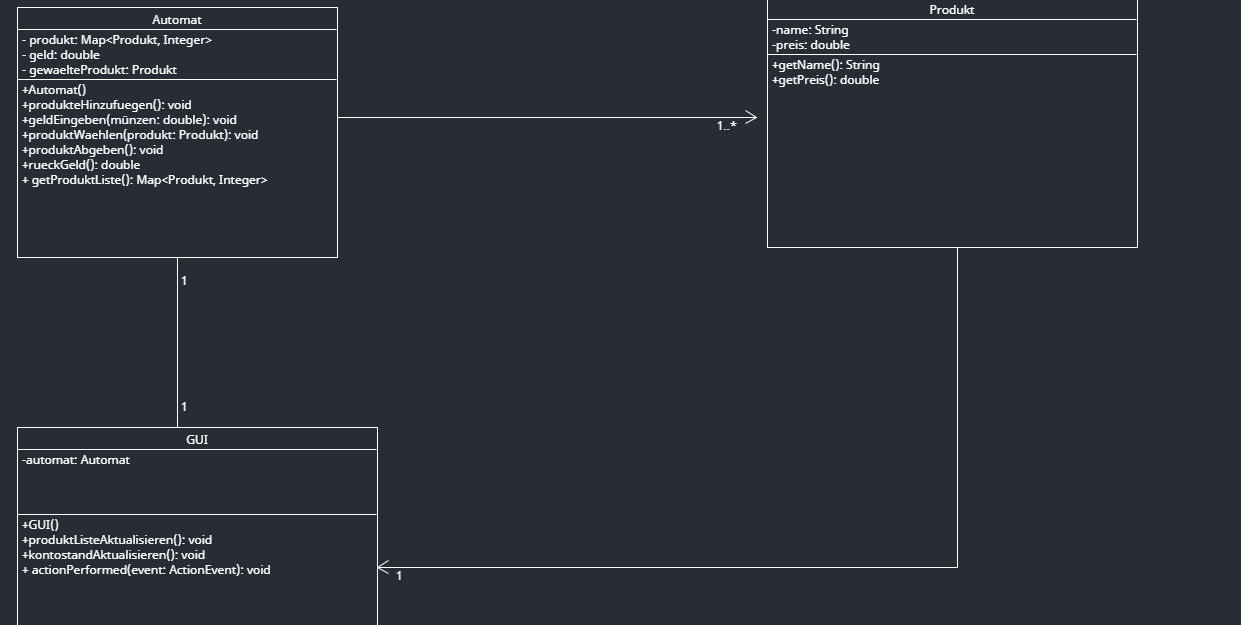 Automat
- produkt: Map<Produkt, Integer>
- geld: double
- gewaelteProdukt: Produkt
+Automat()
+produkteHinzufuegen(): void
+geldEingeben(münzen: double): void
+produktWaehlen(produkt: Produkt): void
+produktAbgeben(): void
+rueckGeld(): double
+ getProduktListe(): Map<Produkt, Integer>
1..*
Produkt
-name: String
-preis: double
+getName(): String
+getPreis(): double
1
1
GUI
-automat: Automat
+GUI()
+produktListeAktualisieren(): void
+kontostandAktualisieren(): void
+ actionPerformed(event: ActionEvent): void
1